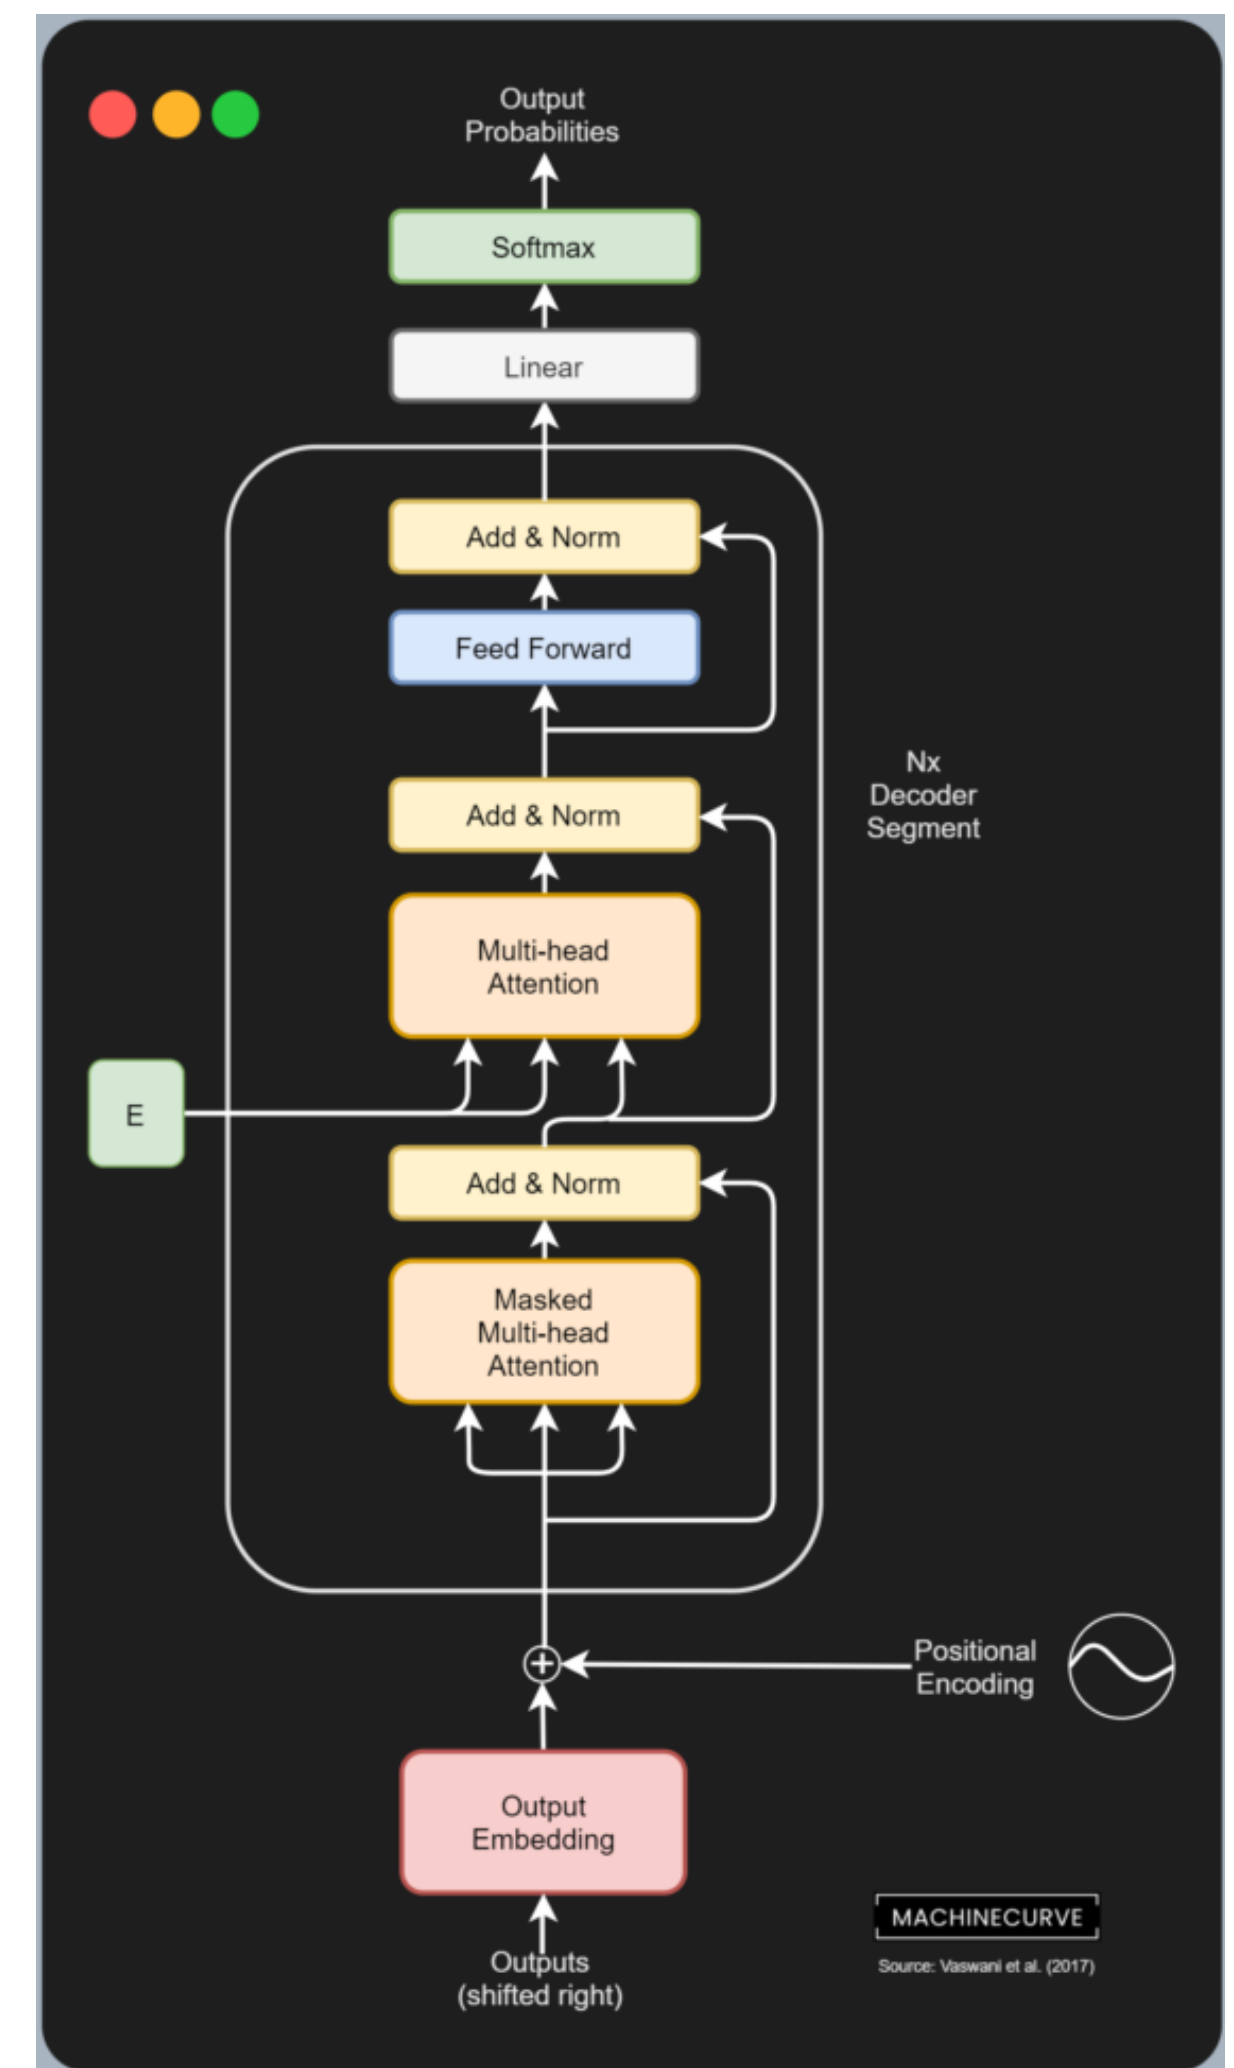 Output
Probabilities
Softmax
Linear
Add & Norm
Feed Forward
Nx
Decoder
Segment
Add & Norm
Multi-head
Attention
E
Add & Norm
Masked
Multi-head
Attention
Positional
Encoding
Output
Embedding
MACHINECURVE
Source: Vaswani et al. (2017)
Outputs
(shifted right)